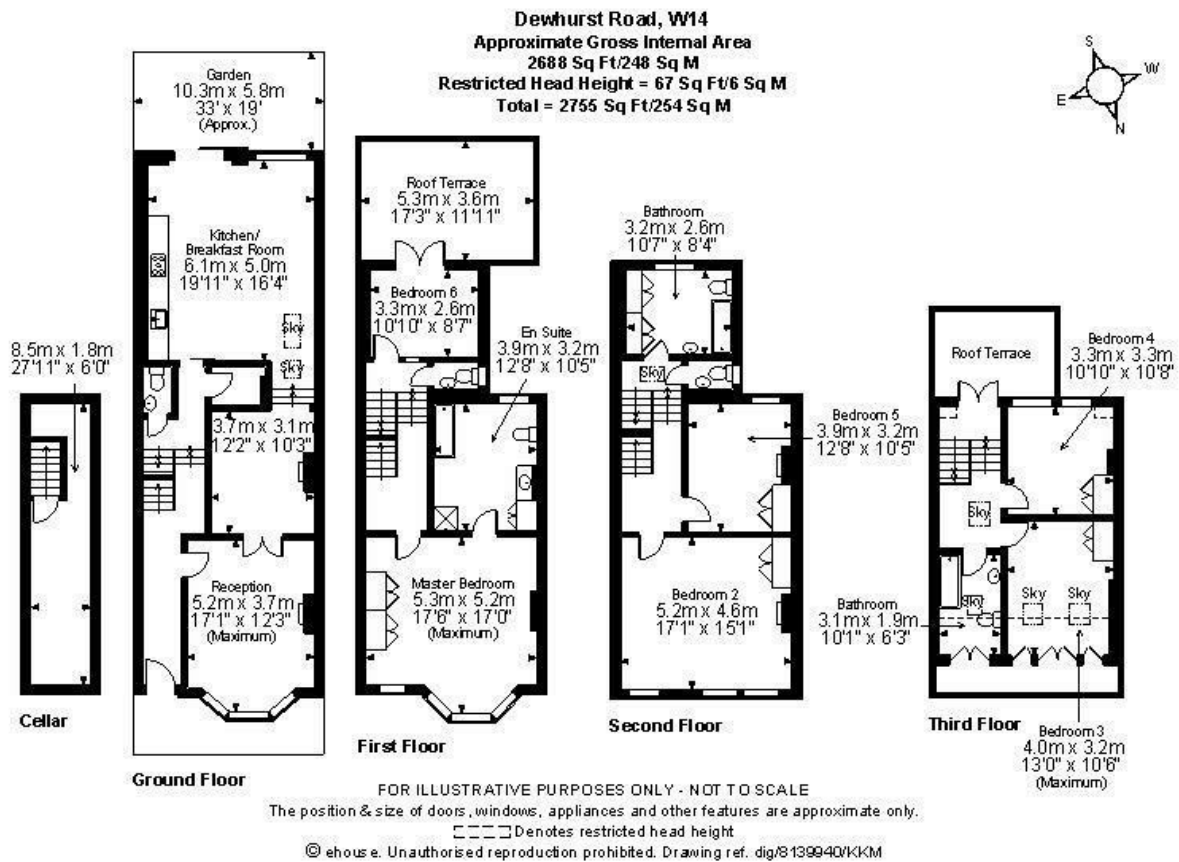 Dewhurst Road, W14
Approximate Gross Internal Area
2688 Sq Ft/248 Sq M
Restricted Head Height = 67 Sq Ft/6 Sq M
Total = 2755 Sq Ft/254 Sq M
S
W
E
N
8.5m x 1.8m
27'11" x 6'0"
Cellar
Garden
10.3m x 5.8m
33' x 19'
(Approx.)
Kitchen/
Breakfast Room
6.1m x 5.0m
19'11" x 16'4"
Sky
Sky
3.7m x 3.1m
12'2" x 10'3"
Reception
5.2m x 3.7m
17'1" x 12'3"
(Maximum)
Ground Floor
Roof Terrace
5.3m x 3.6m
17'3" x 11'11"
Bedroom 6
3.3m x 2.6m
10'10" x 8'7"
En Suite
3.9m x 3.2m
12'8" x 10'5"
Master Bedroom
5.3m x 5.2m
17'6" x 17'0"
(Maximum)
First Floor
Bathroom
3.2m x 2.6m
10'7" x 8'4"
Sky
Bedroom 5
3.9m x 3.2m
12'8" x 10'5"
Bedroom 2
5.2m x 4.6m
17'1" x 15'1"
Second Floor
Roof Terrace
Bedroom 4
3.3m x 3.3m
10'10" x 10'8"
Sky
Sky
Sky
Sky
Bathroom
3.1m x 1.9m
10'1" x 6'3"
Third Floor
Bedroom 3
4.0m x 3.2m
13'0" x 10'6"
(Maximum)
FOR ILLUSTRATIVE PURPOSES ONLY - NOT TO SCALE
The position & size of doors, windows, appliances and other features are approximate only.
Denotes restricted head height
© ehouse. Unauthorised reproduction prohibited. Drawing ref. dig/8139940/KKM